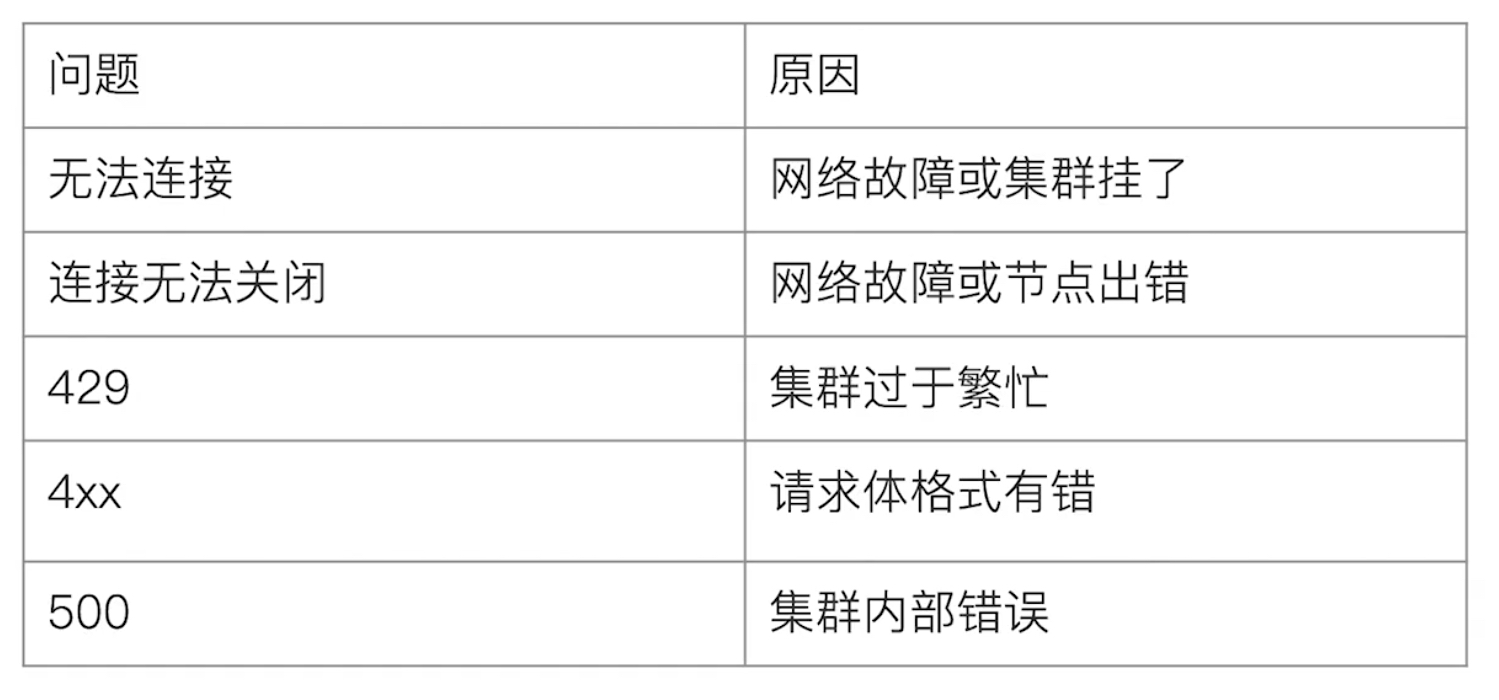 问题 原因
无法连接 网络故障或集群挂了
连接无法关闭 网络故障或节点出错
429 集群过于繁忙
4xx 请求体格式有错
500 集群内部错误